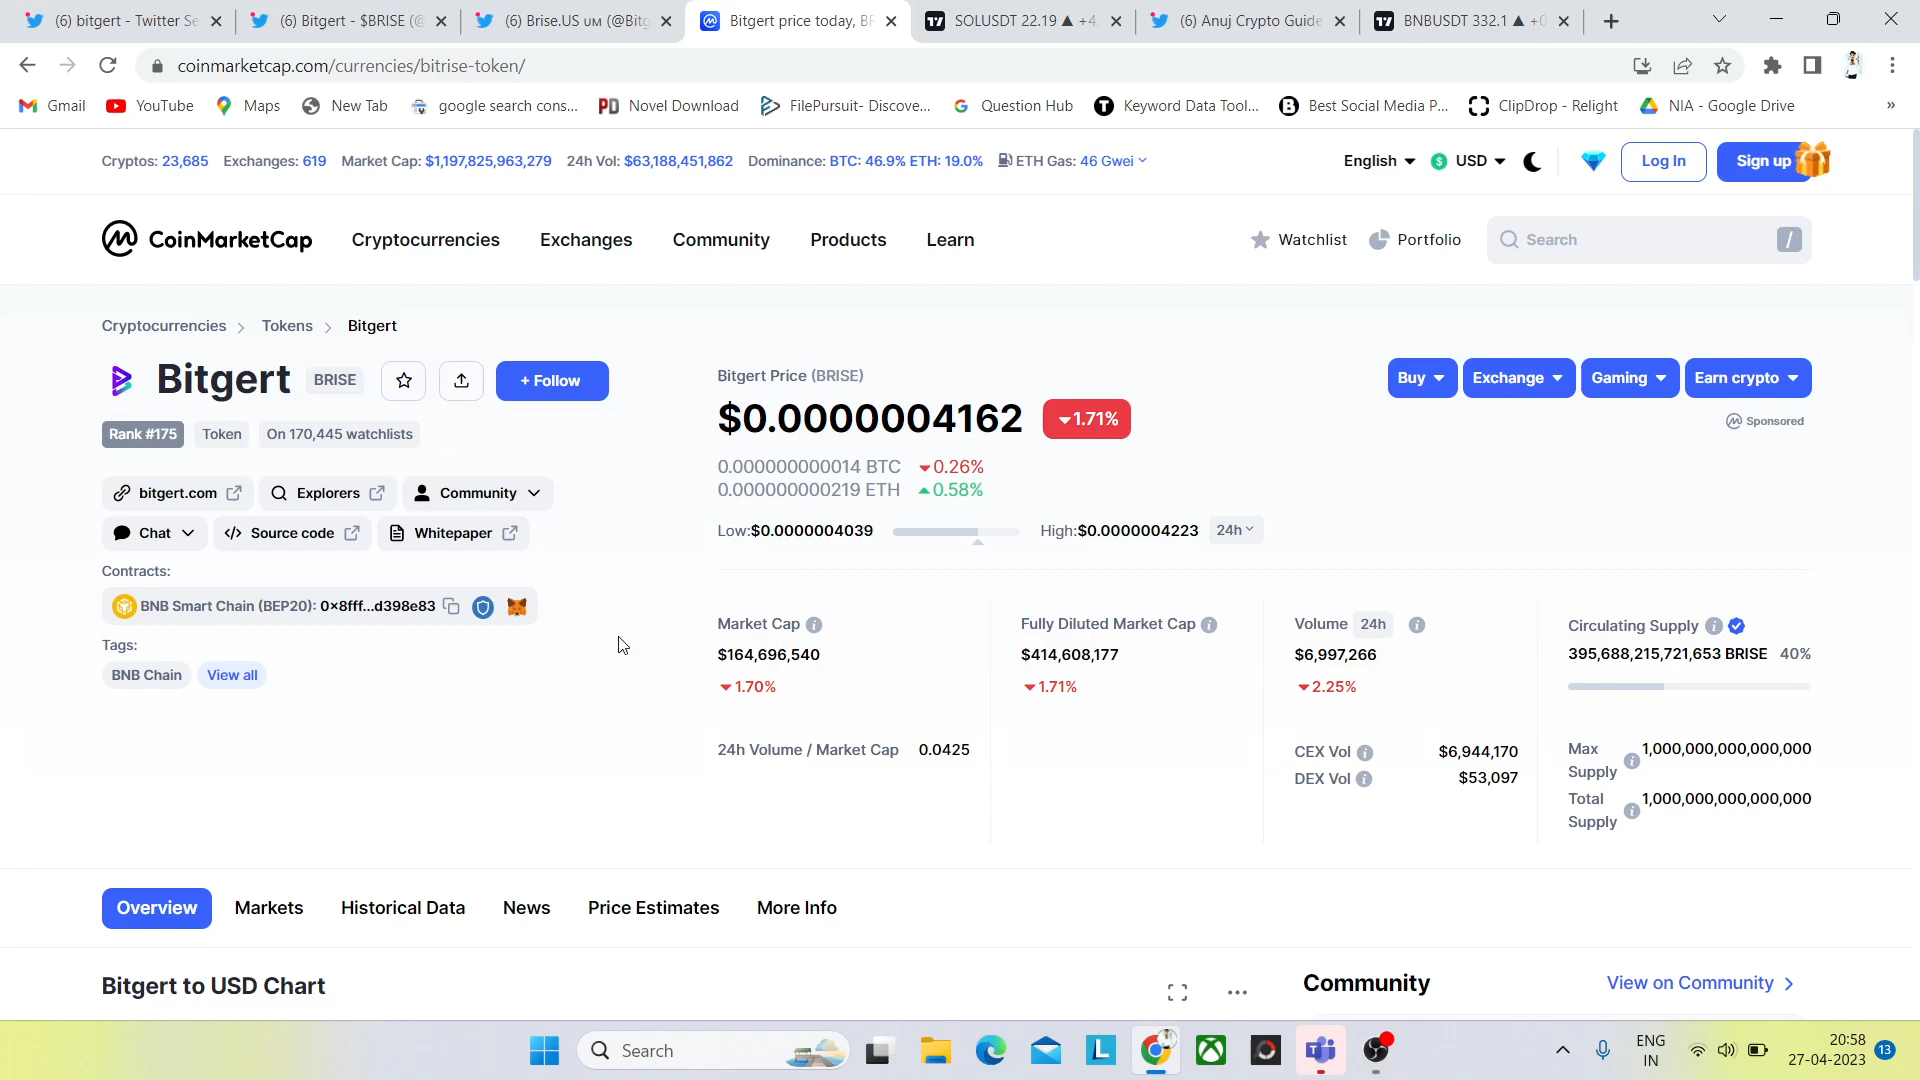 (6) bitgert - Twitter Se
(6) Bitgert - $BRISE (@
(6) Brise.US ᴜᴍ (@Bitg
Bitgert price today, BR
SOLUSDT 22.19 ▲ +4.
(6) Anuj Crypto Guide
BNBUSDT 332.1 ▲ +0
coinmarketcap.com/currencies/bitrise-token/
Gmail YouTube Maps New Tab google search cons... Novel Download FilePursuit- Discove... Question Hub Keyword Data Tool... Best Social Media P... ClipDrop - Relight NIA - Google Drive »
Cryptos: 23,685 Exchanges: 619 Market Cap: $1,197,825,963,279 24h Vol: $63,188,451,862 Dominance: BTC: 46.9% ETH: 19.0% ETH Gas: 46 Gwei
English USD Log In Sign up
CoinMarketCap Cryptocurrencies Exchanges Community Products Learn Watchlist Portfolio Search /
Cryptocurrencies > Tokens > Bitgert
Bitgert BRISE + Follow
Rank #175 Token On 170,445 watchlists
bitgert.com Explorers Community
Chat Source code Whitepaper
Contracts:
BNB Smart Chain (BEP20): 0x8fff...d398e83
Tags:
BNB Chain View all
Bitgert Price (BRISE)
$0.0000004162 1.71%
0.000000000014 BTC 0.26%
0.000000000219 ETH 0.58%
Low:$0.0000004039 High:$0.0000004223 24h
Buy Exchange Gaming Earn crypto
Sponsored
Market Cap
$164,696,540
1.70%
24h Volume / Market Cap 0.0425
Fully Diluted Market Cap
$414,608,177
1.71%
Volume 24h
$6,997,266
2.25%
CEX Vol $6,944,170
DEX Vol $53,097
Circulating Supply
395,688,215,721,653 BRISE 40%
Max Supply 1,000,000,000,000,000
Total Supply 1,000,000,000,000,000
Overview Markets Historical Data News Price Estimates More Info
Bitgert to USD Chart
Community View on Community >
Search
ENG
IN
20:58
27-04-2023
13